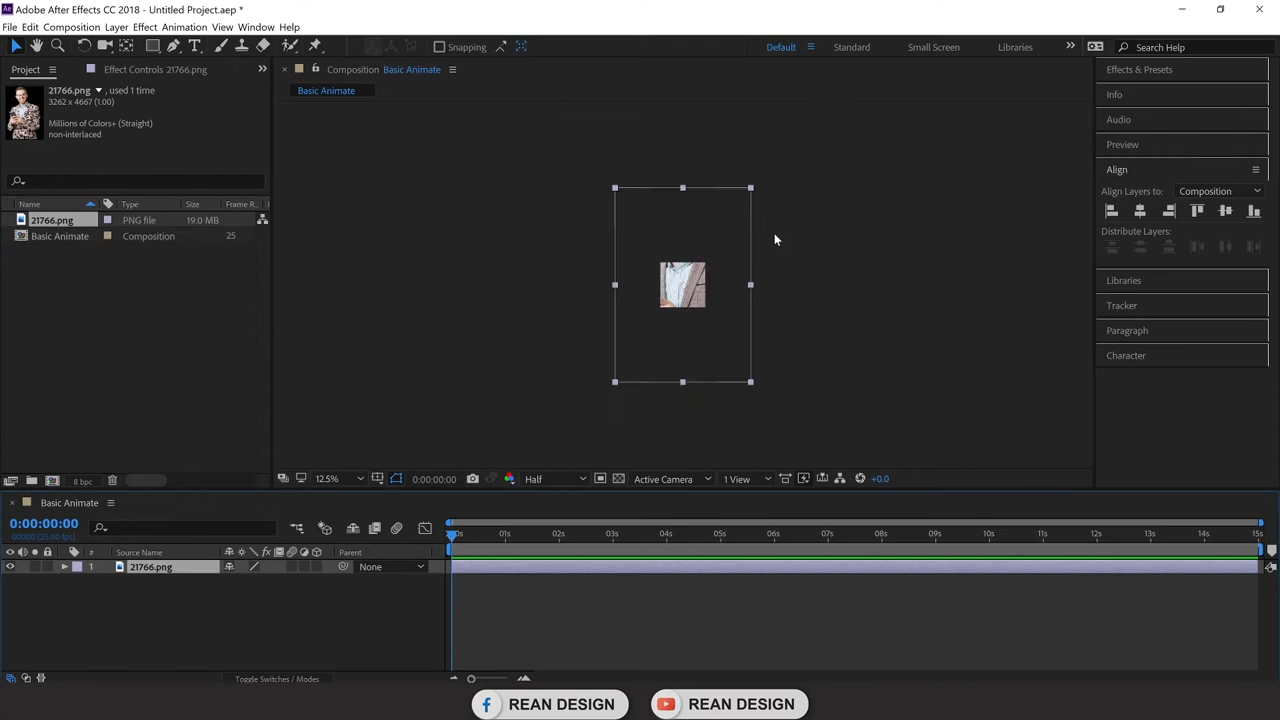 Adobe After Effects CC 2018 - Untitled Project.aep *
File Edit Composition Layer Effect Animation View Window Help
Snapping
Default
Standard
Small Screen
Libraries
Search Help
Project
Effect Controls 21766.png
Composition Basic Animate
Effects & Presets
21766.png ▼, used 1 time
3262 x 4667 (1.00)
Basic Animate
Info
Millions of Colors+ (Straight)
non-interlaced
Audio
Preview
Align
Align Layers to: Composition
Name Type Size Frame R..
21766.png PNG file 19.0 MB
Basic Animate Composition 25
Distribute Layers:
Libraries
Tracker
Paragraph
Character
8 bpc
12.5% 0:00:00:00 Half Active Camera 1 View +0.0
Basic Animate
0:00:00:00
00000 (25.00 fps)
01s 02s 03s 04s 05s 06s 07s 08s 09s 10s 11s 12s 13s 14s 15s
# Source Name Parent
1 21766.png None
Toggle Switches / Modes
REAN DESIGN REAN DESIGN